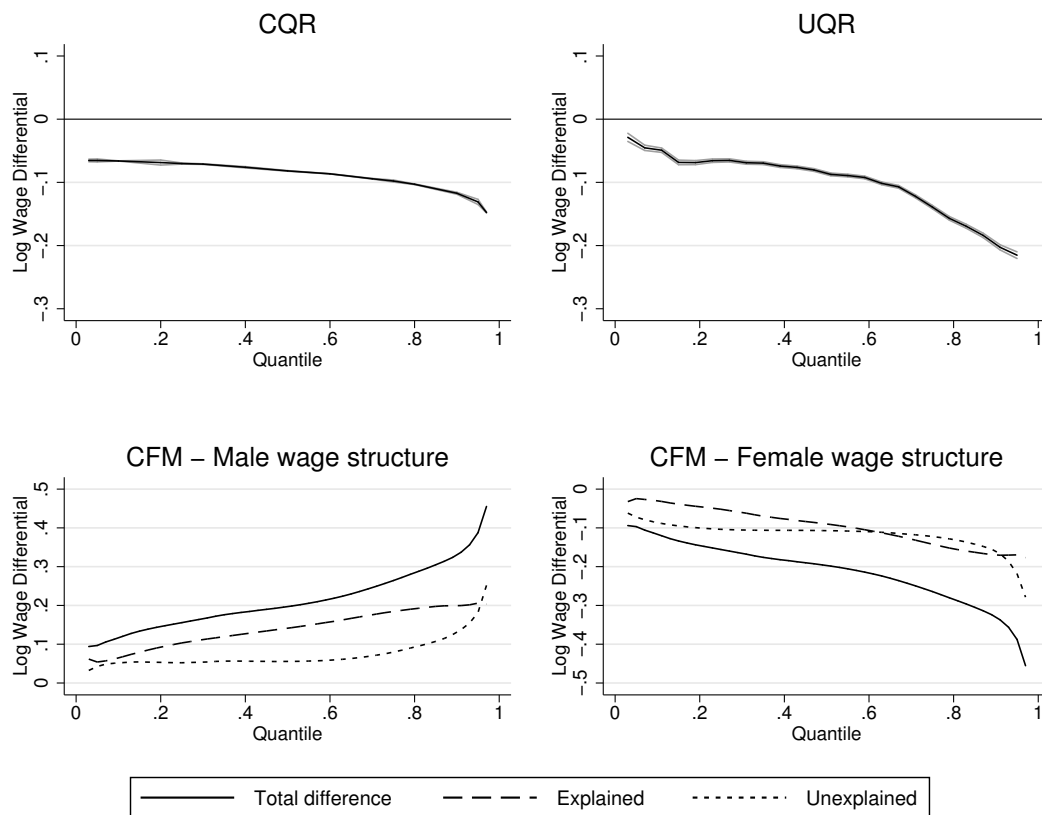 CQR
Log Wage Differential
.1
0
-.1
-.2
-.3
0 .2 .4 .6 .8 1
Quantile
UQR
Log Wage Differential
.1
0
-.1
-.2
-.3
0 .2 .4 .6 .8 1
Quantile
CFM – Male wage structure
Log Wage Differential
.5
.4
.3
.2
.1
0
0 .2 .4 .6 .8 1
Quantile
CFM – Female wage structure
Log Wage Differential
0
-.1
-.2
-.3
-.4
-.5
0 .2 .4 .6 .8 1
Quantile
Total difference Explained Unexplained